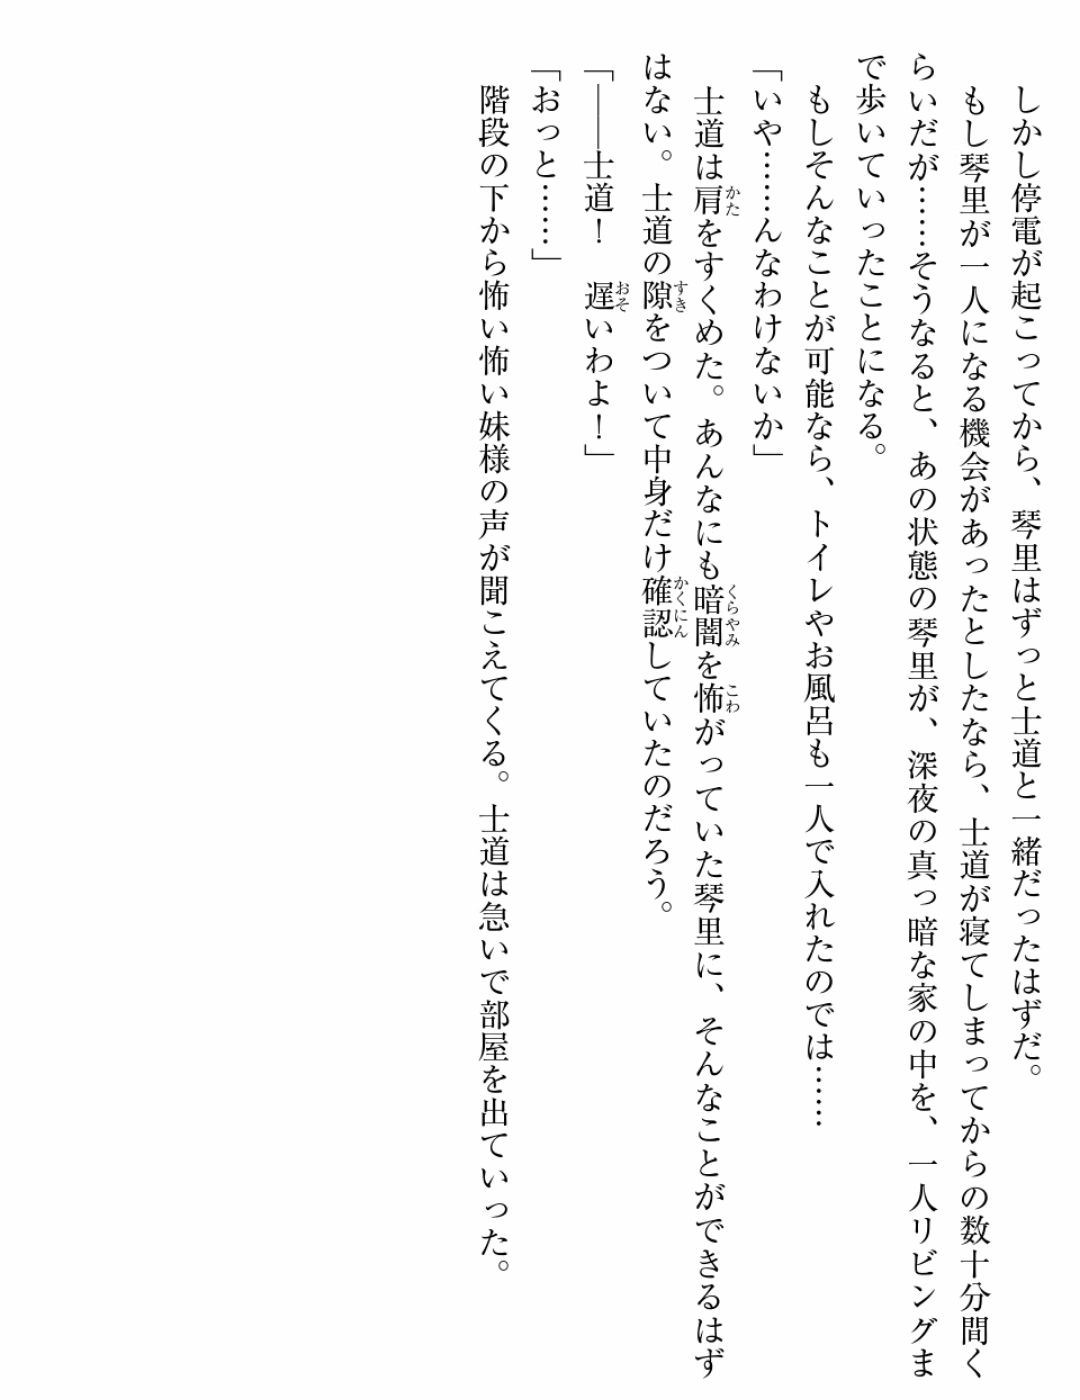 しかし停電が起こってから、琴里はずっと士道と一緒だったはずだ。
もし琴里が一人になる機会があったとしたなら、士道が寝てしまってからの数十分間く
らいだが……そうなると、あの状態の琴里が、深夜の真っ暗な家の中を、一人リビングま
で歩いていったことになる。
もしそんなことが可能なら、トイレやお風呂も一人で入れたのでは……
「いや……んなわけないか」
士道は肩をすくめた。あんなにも暗闇を怖がっていた琴里に、そんなことができるはず
はない。士道の隙をついて中身だけ確認していたのだろう。
「――士道！　遅いわよ！」
「おっと……」
階段の下から怖い怖い妹様の声が聞こえてくる。士道は急いで部屋を出ていった。